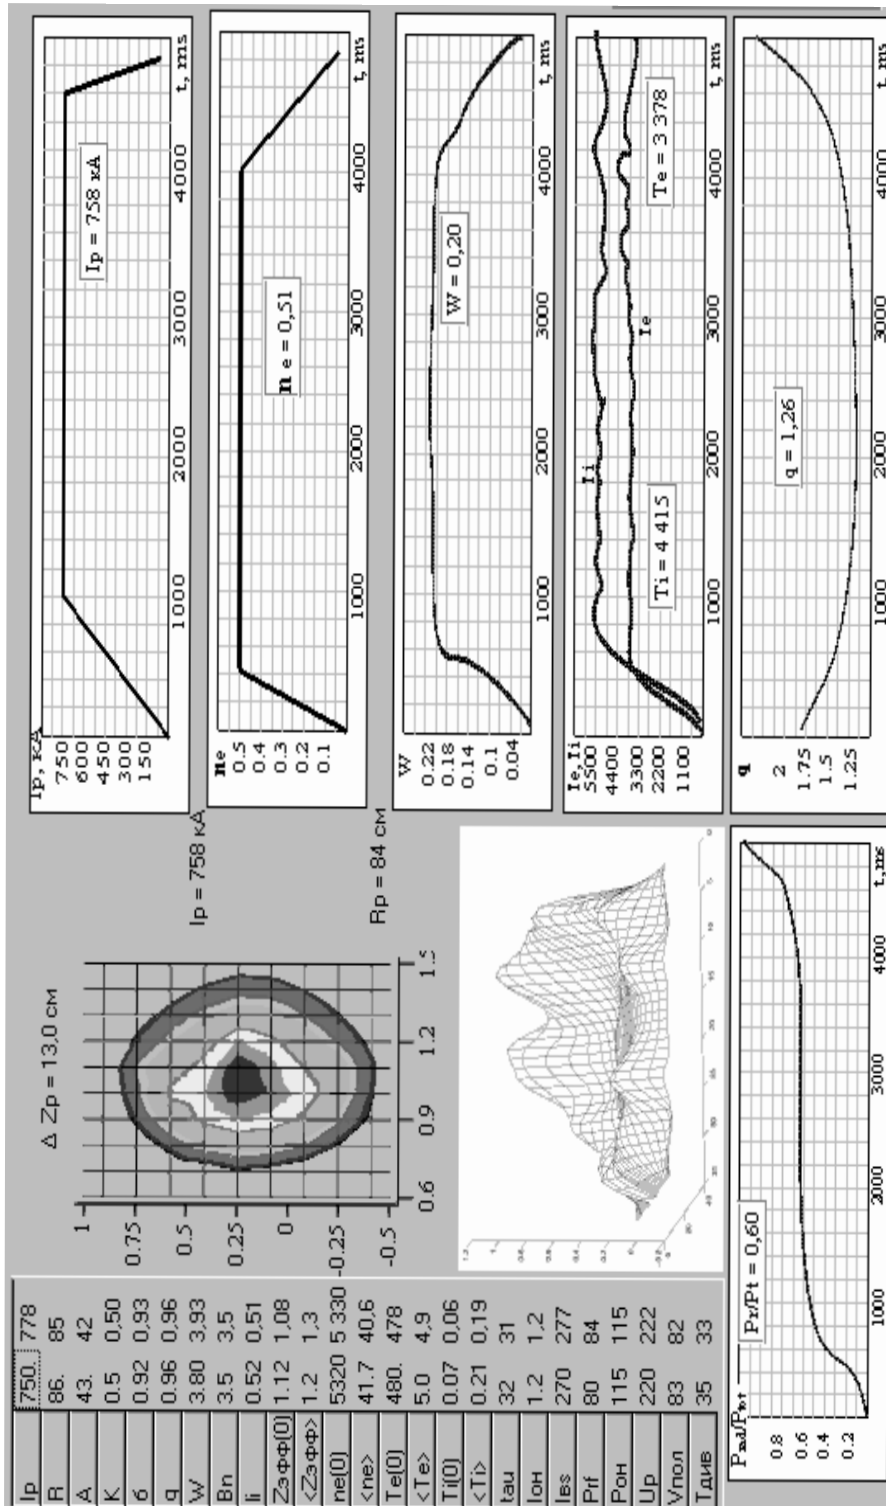 Ip 750. 778
R 86. 85
A 43. 42
K 0.5 0,50
б 0.92 0,93
q 0.96 0,96
W 3.80 3,93
Bn 3.5 3,5
li 0.52 0,51
Zэфф(0) 1.12 1,08
<Zэфф> 1.2 1,3
ne(0) 5320 5 330
<ne> 41.7 40,6
Te(0) 480. 478
<Te> 5.0 4,9
Ti(0) 0.07 0,06
<Ti> 0.21 0,19
tau 32 31
Iон 1.2 1,2
Iвs 270 277
Prf 80 84
Pон 115 115
Up 220 222
Vпол 83 82
Tдив 35 33
Δ Zp = 13,0 см
1
0.75
0.5
0.25
0
-0.25
-0.5
0.6 0.9 1.2 1.5
Ip = 758 кА
Rp = 84 см
Prad/Ptot
0.8
0.6
0.4
0.2
Pr/Pt = 0,60
1000 2000 3000 4000 t, ms
Ip, кА
750
600
450
300
150
Ip = 758 кА
1000 2000 3000 4000 t, ms
ne
0.5
0.4
0.3
0.2
0.1
n e = 0,51
1000 2000 3000 4000 t, ms
W
0.22
0.18
0.14
0.1
0.04
W = 0,20
1000 2000 3000 4000 t, ms
Te,Ti
5500
4400
3300
2200
1100
Ti
Te
Ti = 4 415
Te = 3 378
1000 2000 3000 4000 t, ms
q
2
1.75
1.5
1.25
q = 1,26
1000 2000 3000 4000 t, ms